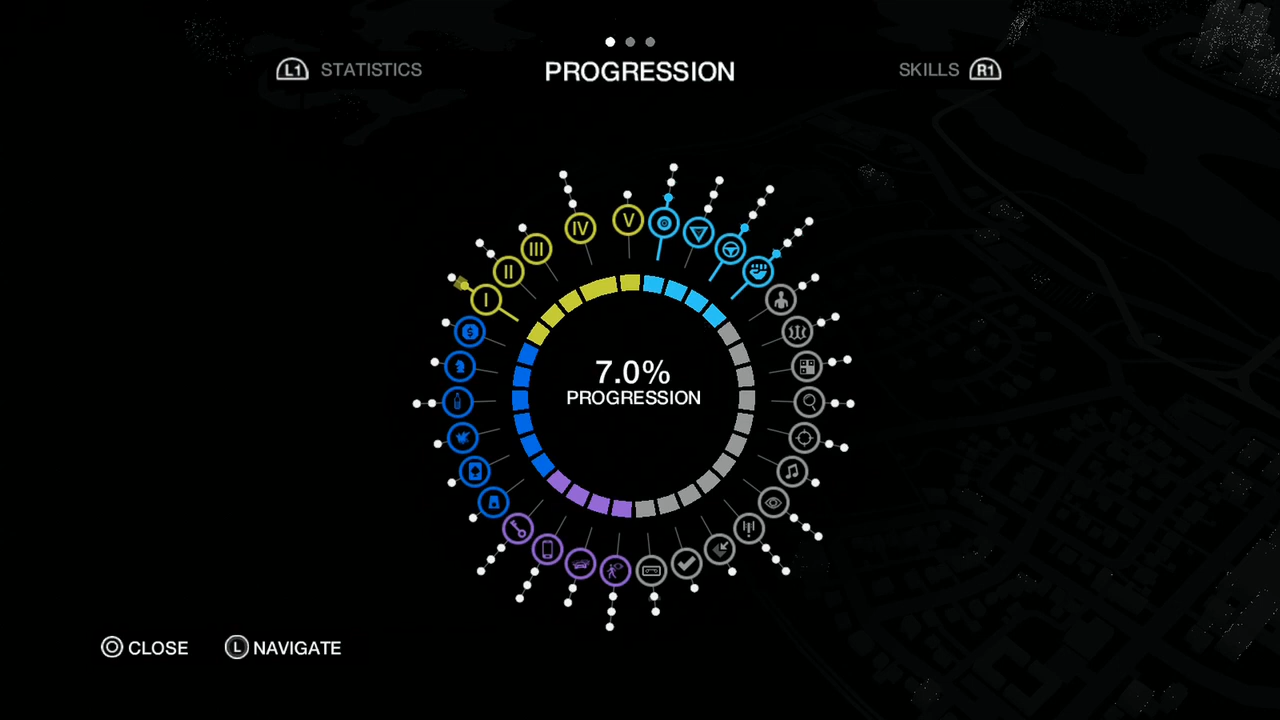 L1 STATISTICS
PROGRESSION
SKILLS R1
IV
V
III
II
I
$
7.0%
PROGRESSION
CLOSE
L NAVIGATE